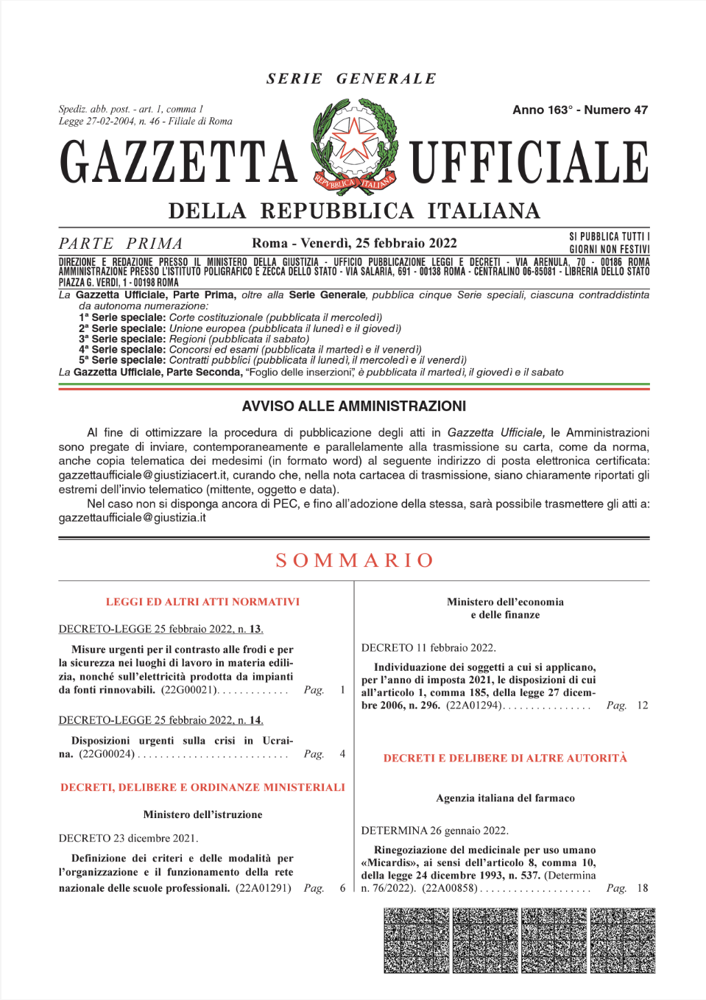 SERIE GENERALE
Spediz. abb. post. - art. 1, comma 1
Legge 27-02-2004, n. 46 - Filiale di Roma
Anno 163° - Numero 47
GAZZETTA UFFICIALE
REPVBBLICA ITALIANA
DELLA REPUBBLICA ITALIANA
PARTE PRIMA
Roma - Venerdì, 25 febbraio 2022
SI PUBBLICA TUTTI I
GIORNI NON FESTIVI
DIREZIONE E REDAZIONE PRESSO IL MINISTERO DELLA GIUSTIZIA - UFFICIO PUBBLICAZIONE LEGGI E DECRETI - VIA ARENULA, 70 - 00186 ROMA
AMMINISTRAZIONE PRESSO L'ISTITUTO POLIGRAFICO E ZECCA DELLO STATO - VIA SALARIA, 691 - 00138 ROMA - CENTRALINO 06-85081 - LIBRERIA DELLO STATO
PIAZZA G. VERDI, 1 - 00198 ROMA
La Gazzetta Ufficiale, Parte Prima, oltre alla Serie Generale, pubblica cinque Serie speciali, ciascuna contraddistinta
da autonoma numerazione:
1ª Serie speciale: Corte costituzionale (pubblicata il mercoledì)
2ª Serie speciale: Unione europea (pubblicata il lunedì e il giovedì)
3ª Serie speciale: Regioni (pubblicata il sabato)
4ª Serie speciale: Concorsi ed esami (pubblicata il martedì e il venerdì)
5ª Serie speciale: Contratti pubblici (pubblicata il lunedì, il mercoledì e il venerdì)
La Gazzetta Ufficiale, Parte Seconda, “Foglio delle inserzioni”, è pubblicata il martedì, il giovedì e il sabato
AVVISO ALLE AMMINISTRAZIONI
Al fine di ottimizzare la procedura di pubblicazione degli atti in Gazzetta Ufficiale, le Amministrazioni
sono pregate di inviare, contemporaneamente e parallelamente alla trasmissione su carta, come da norma,
anche copia telematica dei medesimi (in formato word) al seguente indirizzo di posta elettronica certificata:
gazzettaufficiale@giustiziacert.it, curando che, nella nota cartacea di trasmissione, siano chiaramente riportati gli
estremi dell’invio telematico (mittente, oggetto e data).
Nel caso non si disponga ancora di PEC, e fino all’adozione della stessa, sarà possibile trasmettere gli atti a:
gazzettaufficiale@giustizia.it
SOMMARIO
LEGGI ED ALTRI ATTI NORMATIVI
DECRETO-LEGGE 25 febbraio 2022, n. 13.
Misure urgenti per il contrasto alle frodi e per
la sicurezza nei luoghi di lavoro in materia edili-
zia, nonché sull’elettricità prodotta da impianti
da fonti rinnovabili. (22G00021). . . . . . . . . . . . . Pag. 1
DECRETO-LEGGE 25 febbraio 2022, n. 14.
Disposizioni urgenti sulla crisi in Ucrai-
na. (22G00024) . . . . . . . . . . . . . . . . . . . . . . . . . . . Pag. 4
DECRETI, DELIBERE E ORDINANZE MINISTERIALI
Ministero dell’istruzione
DECRETO 23 dicembre 2021.
Definizione dei criteri e delle modalità per
l’organizzazione e il funzionamento della rete
nazionale delle scuole professionali. (22A01291) Pag. 6
Ministero dell’economia
e delle finanze
DECRETO 11 febbraio 2022.
Individuazione dei soggetti a cui si applicano,
per l’anno di imposta 2021, le disposizioni di cui
all’articolo 1, comma 185, della legge 27 dicem-
bre 2006, n. 296. (22A01294). . . . . . . . . . . . . . . . Pag. 12
DECRETI E DELIBERE DI ALTRE AUTORITÀ
Agenzia italiana del farmaco
DETERMINA 26 gennaio 2022.
Rinegoziazione del medicinale per uso umano
«Micardis», ai sensi dell’articolo 8, comma 10,
della legge 24 dicembre 1993, n. 537. (Determina
n. 76/2022). (22A00858) . . . . . . . . . . . . . . . . . . . . Pag. 18